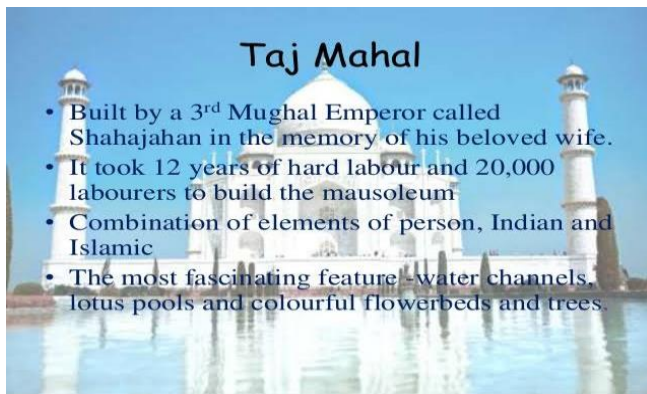 Taj Mahal
• Built by a 3rd Mughal Emperor called
Shahajahan in the memory of his beloved wife.
• It took 12 years of hard labour and 20,000
labourers to build the mausoleum
• Combination of elements of person, Indian and
Islamic
• The most fascinating feature -water channels,
lotus pools and colourful flowerbeds and trees.